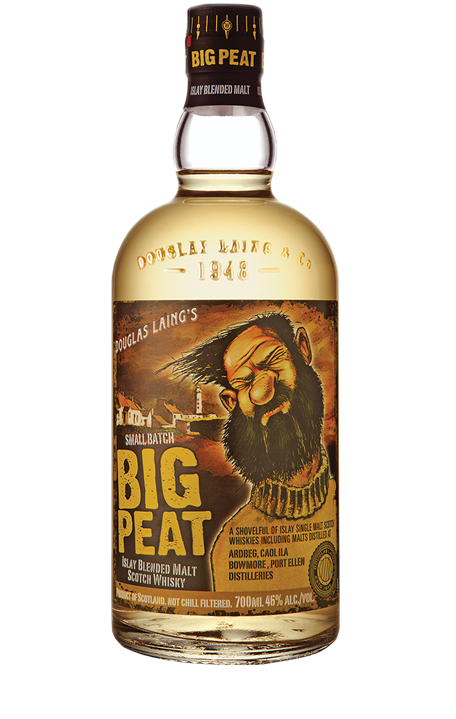 BIG PEAT
ISLAY BLENDED MALT
DOUGLAS LAING & Co
1948
DOUGLAS LAING'S
SMALL BATCH
BIG
PEAT
ISLAY BLENDED MALT
SCOTCH WHISKY
A SHOVELFUL OF ISLAY SINGLE MALT SCOTCH
WHISKIES INCLUDING MALTS DISTILLED AT
ARDBEG, CAOL ILA
BOWMORE, PORT ELLEN
DISTILLERIES
PRODUCT OF SCOTLAND. NOT CHILL FILTERED. 700ML 46% ALC./VOL.